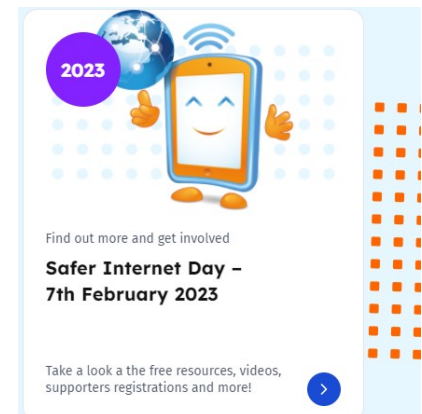 2023
Find out more and get involved
Safer Internet Day –
7th February 2023
Take a look a the free resources, videos,
supporters registrations and more!